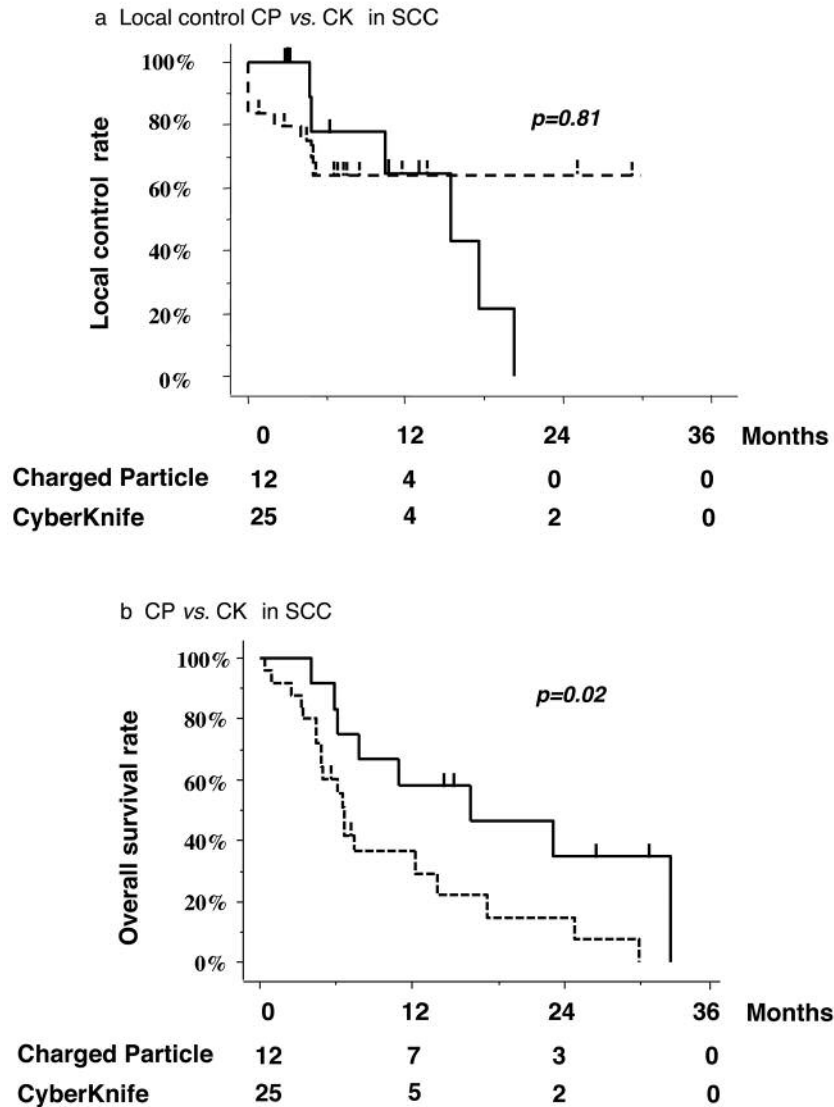 a Local control CP vs. CK in SCC
100%
80%
60%
40%
20%
0%
Local control rate
p=0.81
0 12 24 36 Months
Charged Particle 12 4 0 0
CyberKnife 25 4 2 0
b CP vs. CK in SCC
100%
80%
60%
40%
20%
0%
Overall survival rate
p=0.02
0 12 24 36 Months
Charged Particle 12 7 3 0
CyberKnife 25 5 2 0